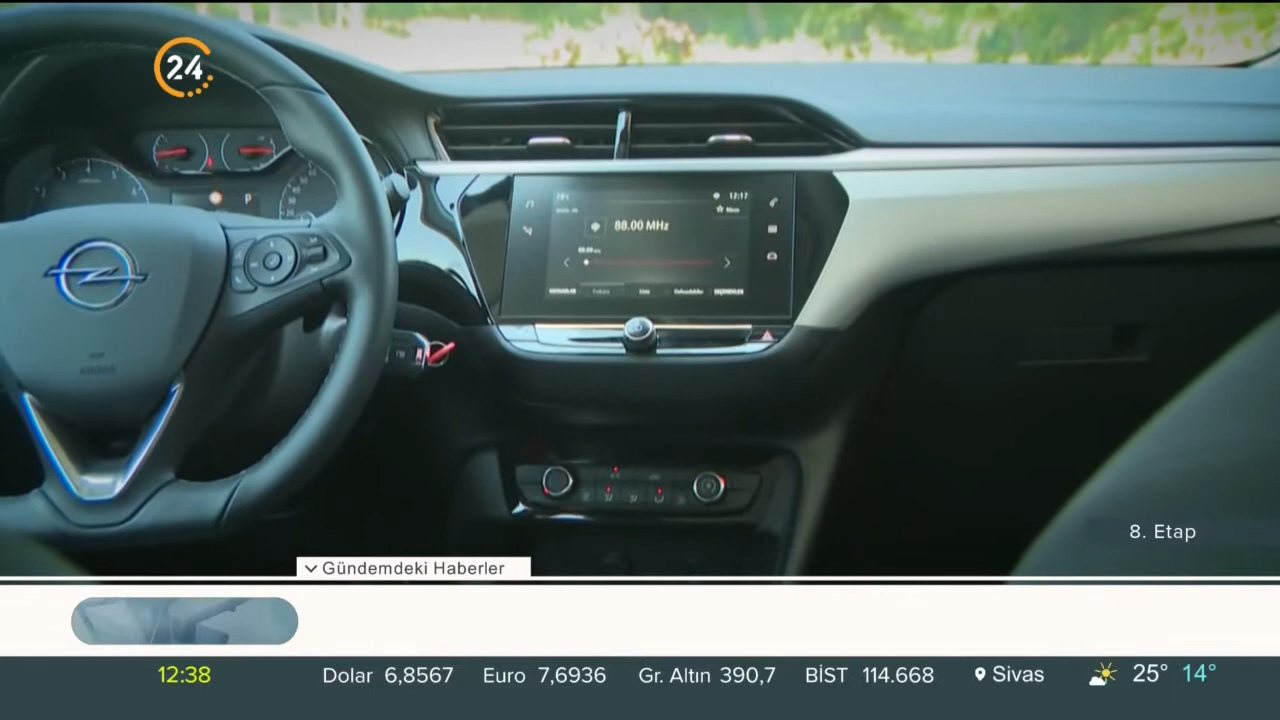 24
P
12:17
88.00 MHz
8. Etap
Gündemdeki Haberler
12:38 Dolar 6,8567 Euro 7,6936 Gr. Altın 390,7 BİST 114.668 Sivas 25° 14°